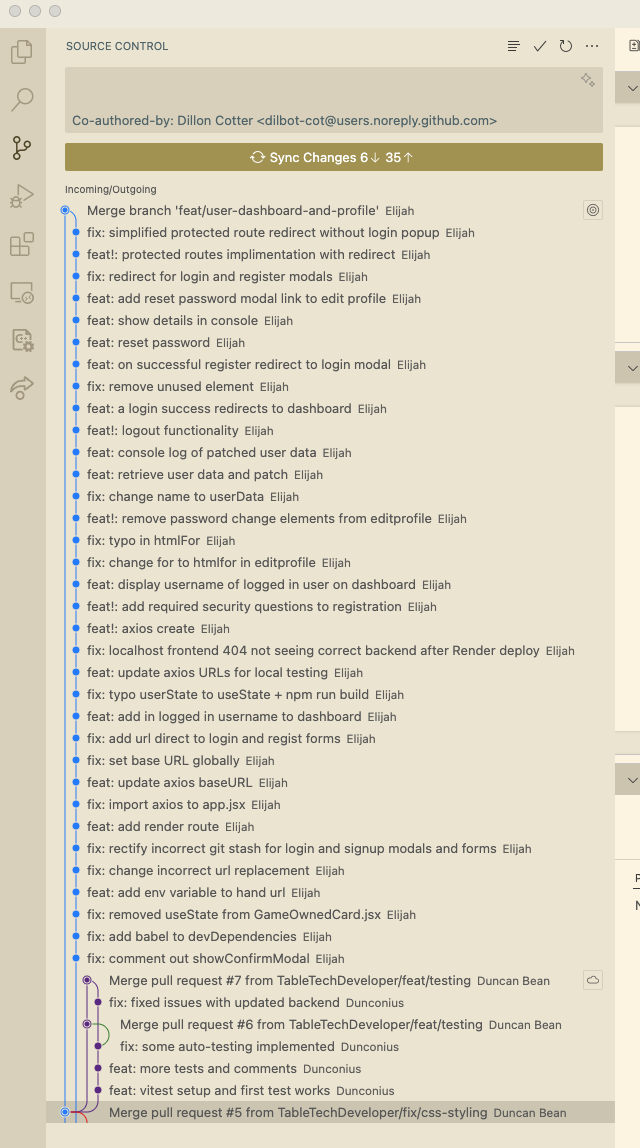 SOURCE CONTROL
Co-authored-by: Dillon Cotter <dilbot-cot@users.noreply.github.com>
Sync Changes 6↓ 35↑
Incoming/Outgoing
Merge branch 'feat/user-dashboard-and-profile' Elijah
fix: simplified protected route redirect without login popup Elijah
feat!: protected routes implimentation with redirect Elijah
fix: redirect for login and register modals Elijah
feat: add reset password modal link to edit profile Elijah
feat: show details in console Elijah
feat: reset password Elijah
feat: on successful register redirect to login modal Elijah
fix: remove unused element Elijah
feat: a login success redirects to dashboard Elijah
feat!: logout functionality Elijah
feat: console log of patched user data Elijah
feat: retrieve user data and patch Elijah
fix: change name to userData Elijah
feat!: remove password change elements from editprofile Elijah
fix: typo in htmlFor Elijah
fix: change for to htmlfor in editprofile Elijah
feat: display username of logged in user on dashboard Elijah
feat!: add required security questions to registration Elijah
feat!: axios create Elijah
fix: localhost frontend 404 not seeing correct backend after Render deploy Elijah
feat: update axios URLs for local testing Elijah
fix: typo userState to useState + npm run build Elijah
feat: add in logged in username to dashboard Elijah
fix: add url direct to login and regist forms Elijah
fix: set base URL globally Elijah
feat: update axios baseURL Elijah
fix: import axios to app.jsx Elijah
feat: add render route Elijah
fix: rectify incorrect git stash for login and signup modals and forms Elijah
fix: change incorrect url replacement Elijah
feat: add env variable to hand url Elijah
fix: removed useState from GameOwnedCard.jsx Elijah
fix: add babel to devDependencies Elijah
fix: comment out showConfirmModal Elijah
Merge pull request #7 from TableTechDeveloper/feat/testing Duncan Bean
fix: fixed issues with updated backend Dunconius
Merge pull request #6 from TableTechDeveloper/feat/testing Duncan Bean
fix: some auto-testing implemented Dunconius
feat: more tests and comments Dunconius
feat: vitest setup and first test works Dunconius
Merge pull request #5 from TableTechDeveloper/fix/css-styling Duncan Bean